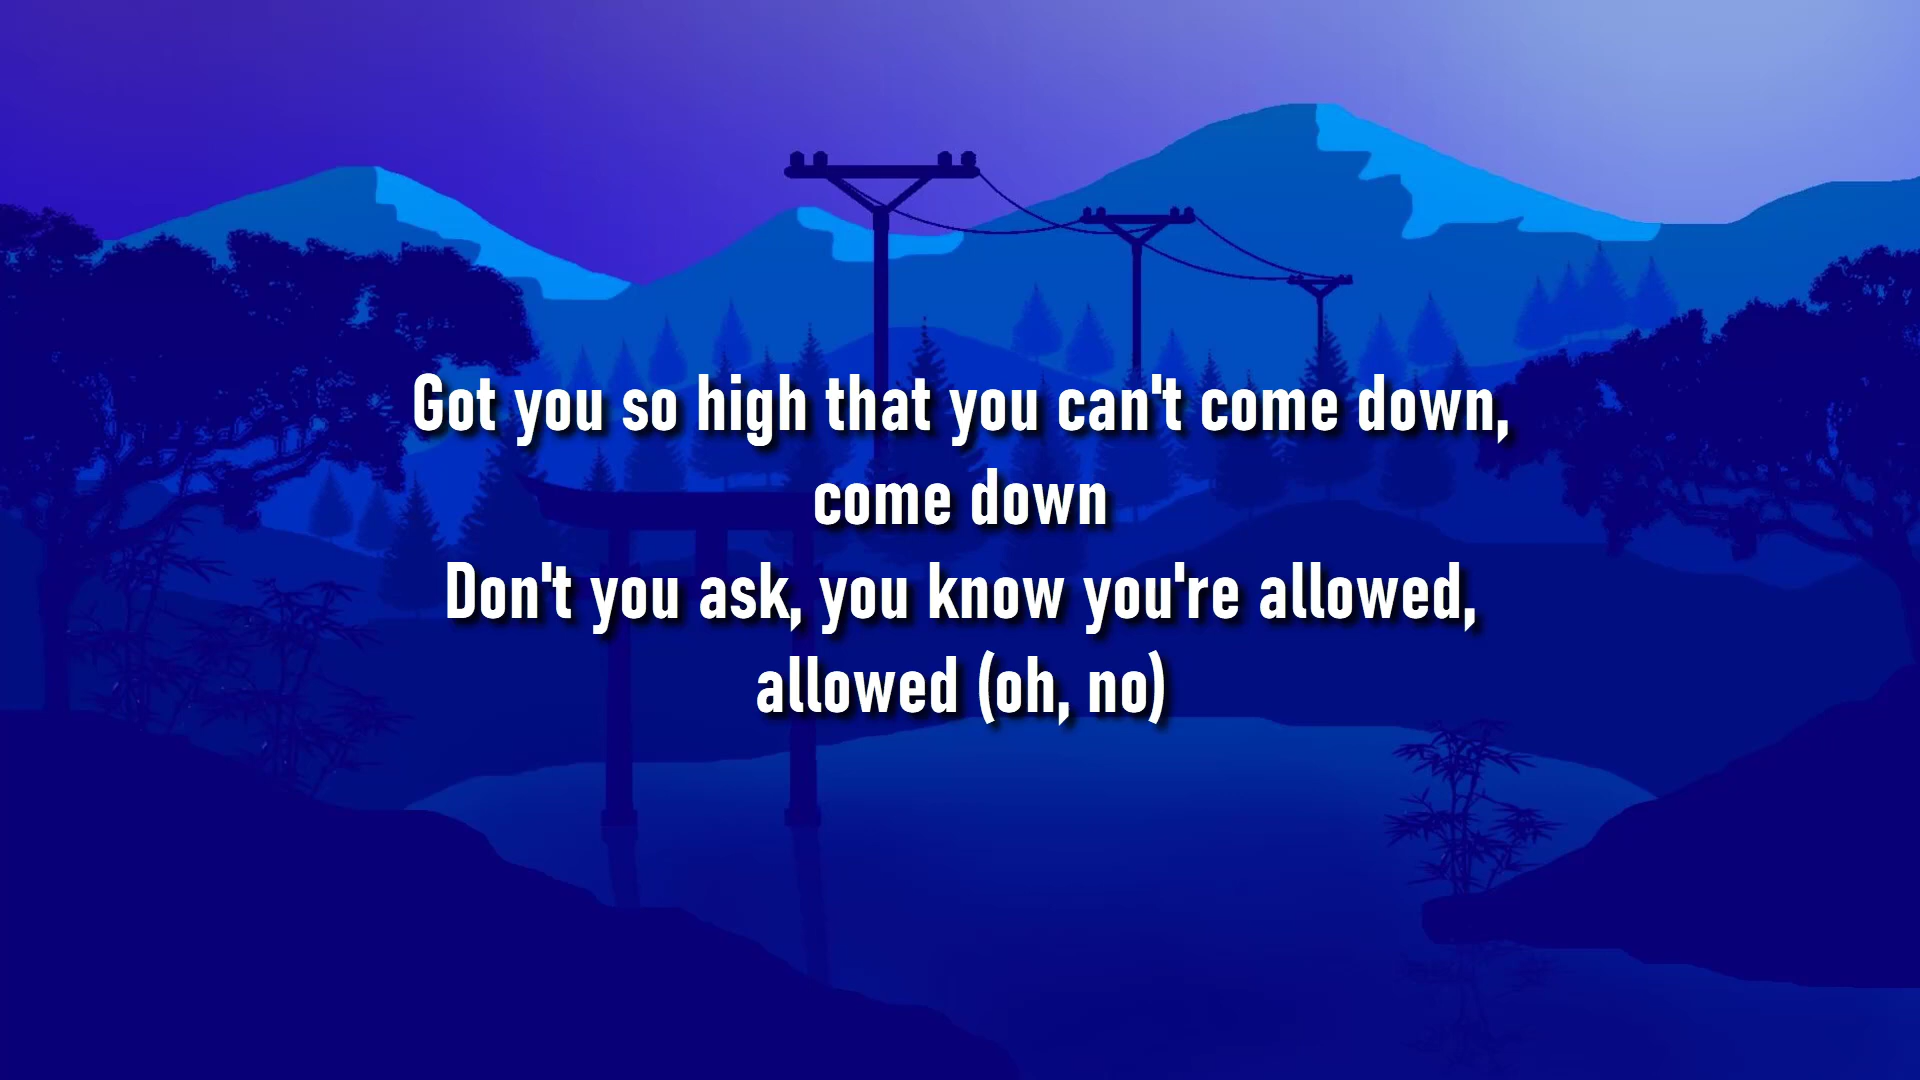 Got you so high that you can't come down,
come down
Don't you ask, you know you're allowed,
allowed (oh, no)